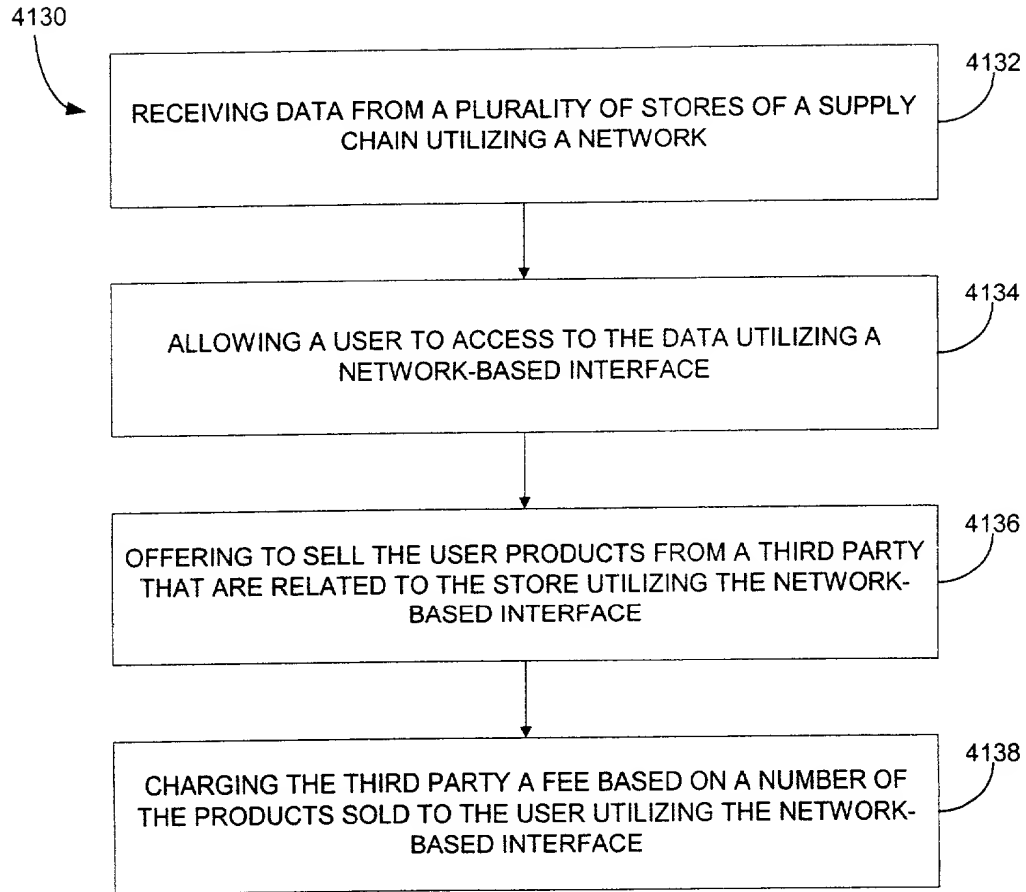 4130
4132
RECEIVING DATA FROM A PLURALITY OF STORES OF A SUPPLY
CHAIN UTILIZING A NETWORK
4134
ALLOWING A USER TO ACCESS TO THE DATA UTILIZING A
NETWORK-BASED INTERFACE
4136
OFFERING TO SELL THE USER PRODUCTS FROM A THIRD PARTY
THAT ARE RELATED TO THE STORE UTILIZING THE NETWORK-
BASED INTERFACE
4138
CHARGING THE THIRD PARTY A FEE BASED ON A NUMBER OF
THE PRODUCTS SOLD TO THE USER UTILIZING THE NETWORK-
BASED INTERFACE